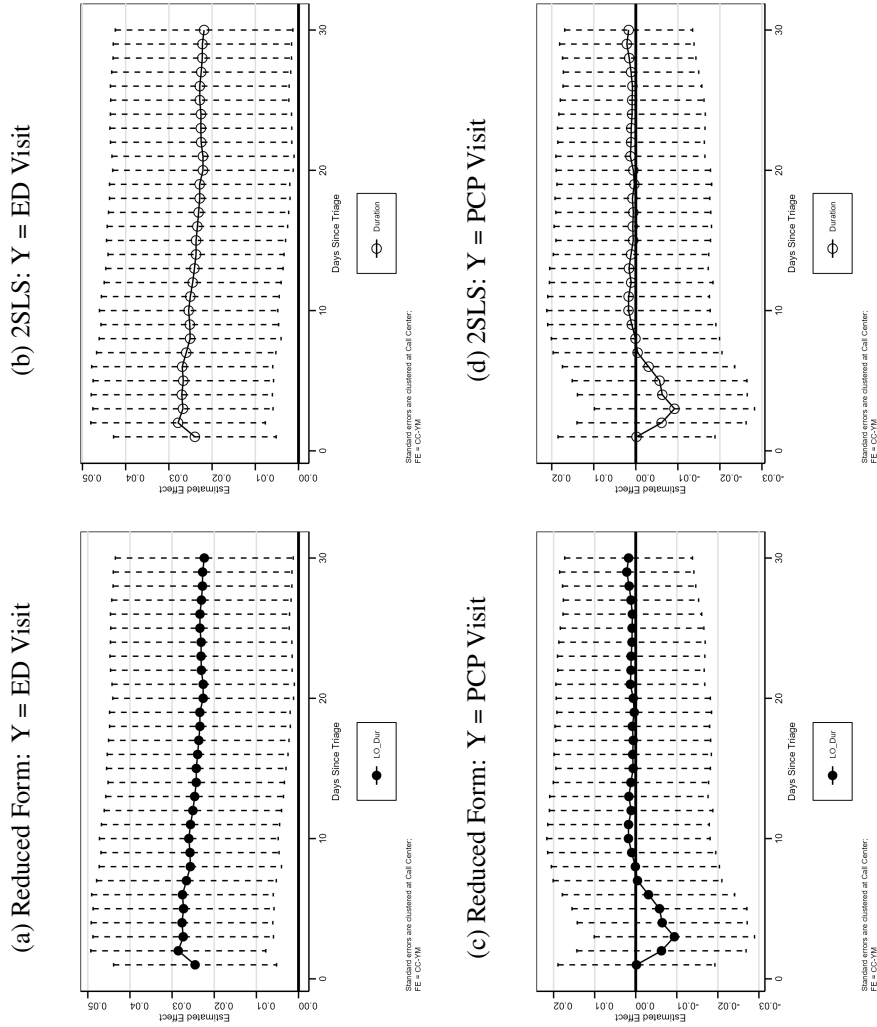 (a) Reduced Form: Y = ED Visit
0.05
0.04
0.03
0.02
0.01
0.00
Estimated Effect
0
10
20
30
Days Since Triage
LO_Dur
Standard errors are clustered at Call Center;
FE = CC-YM
(b) 2SLS: Y = ED Visit
0.05
0.04
0.03
0.02
0.01
0.00
Estimated Effect
0
10
20
30
Days Since Triage
Duration
Standard errors are clustered at Call Center;
FE = CC-YM
(c) Reduced Form: Y = PCP Visit
0.02
0.01
0.00
-0.01
-0.02
-0.03
Estimated Effect
0
10
20
30
Days Since Triage
LO_Dur
Standard errors are clustered at Call Center;
FE = CC-YM
(d) 2SLS: Y = PCP Visit
0.02
0.01
0.00
-0.01
-0.02
-0.03
Estimated Effect
0
10
20
30
Days Since Triage
Duration
Standard errors are clustered at Call Center;
FE = CC-YM